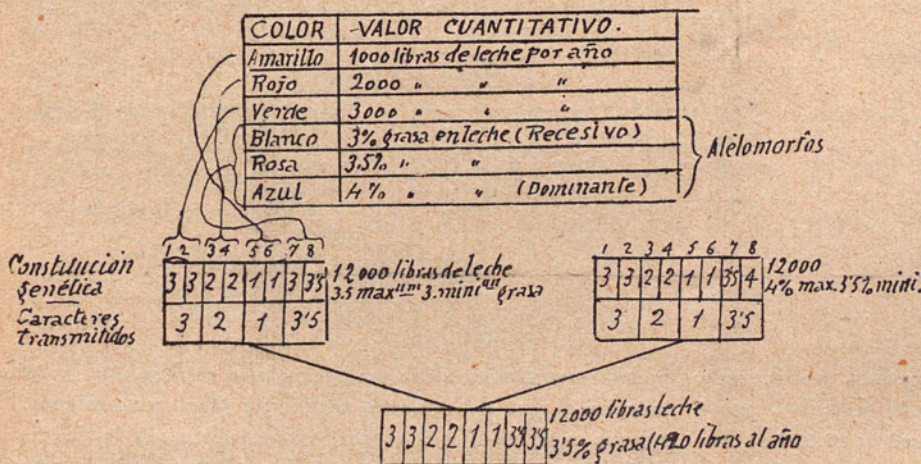 COLOR VALOR CUANTITATIVO.
Amarillo 1000 libras de leche por año
Rojo 2000 " " "
Verde 3000 " " "
Blanco 3% grasa en leche (Recesivo)
Rosa 3.5% " "
Azul 4% " " (Dominante)
Alelomorfos
1 2 3 4 5 6 7 8
Constitución
genética
3 3 2 2 1 1 3 3'5
12000 libras de leche
3.5 max um 3. mini um grasa
Caracteres
transmitidos
3 2 1 3'5
1 2 3 4 5 6 7 8
3 3 2 2 1 1 3'5 4
12000
4% max. 3'5% mini.
3 2 1 3'5
3 3 2 2 1 1 3'5 3'5
12000 libras leche
3'5% grasa (420 libras al año